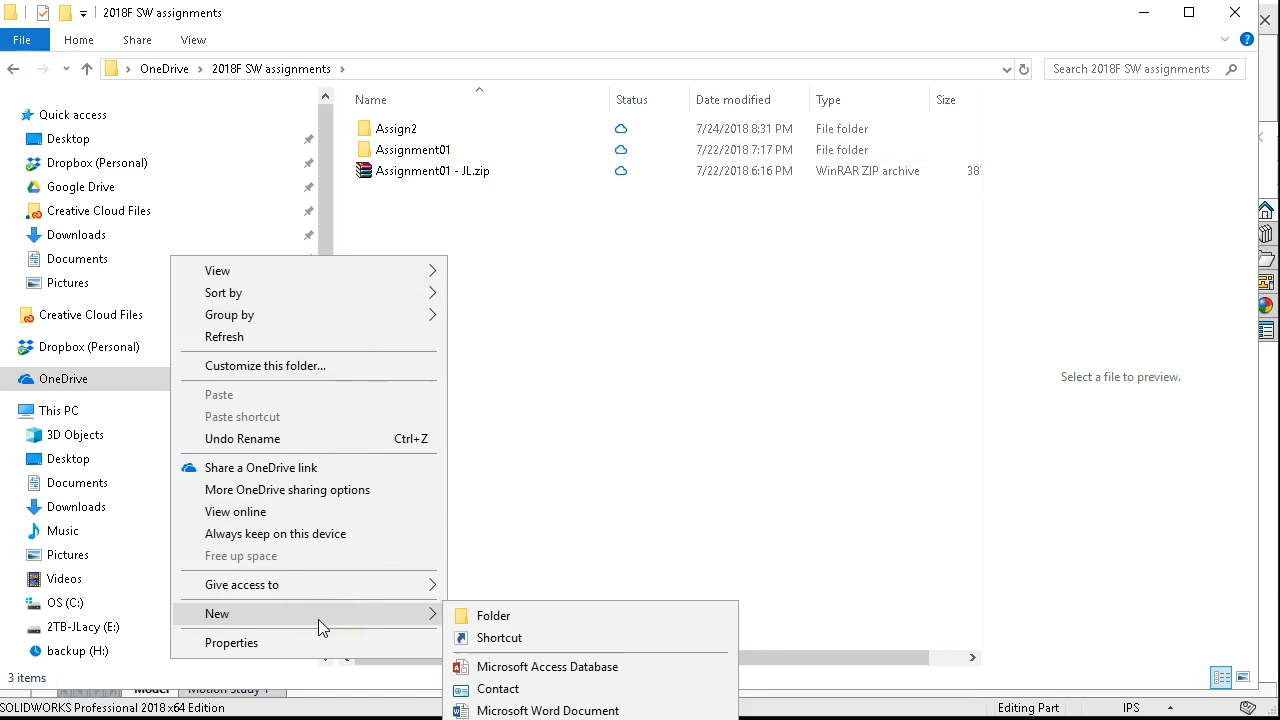 2018F SW assignments
File Home Share View
OneDrive 2018F SW assignments
Search 2018F SW assignments
Name Status Date modified Type Size
Assign2 7/24/2018 8:31 PM File folder
Assignment01 7/22/2018 7:17 PM File folder
Assignment01 - JL.zip 7/22/2018 6:16 PM WinRAR ZIP archive 38
Quick access
Desktop
Dropbox (Personal)
Google Drive
Creative Cloud Files
Downloads
Documents
Pictures
Creative Cloud Files
Dropbox (Personal)
OneDrive
This PC
3D Objects
Desktop
Documents
Downloads
Music
Pictures
Videos
OS (C:)
2TB-JLacy (E:)
backup (H:)
View
Sort by
Group by
Refresh
Customize this folder...
Paste
Paste shortcut
Undo Rename Ctrl+Z
Share a OneDrive link
More OneDrive sharing options
View online
Always keep on this device
Free up space
Give access to
New
Properties
Folder
Shortcut
Microsoft Access Database
Contact
Microsoft Word Document
Select a file to preview.
3 items
Model Motion Study 1
SOLIDWORKS Professional 2018 x64 Edition
Editing Part IPS